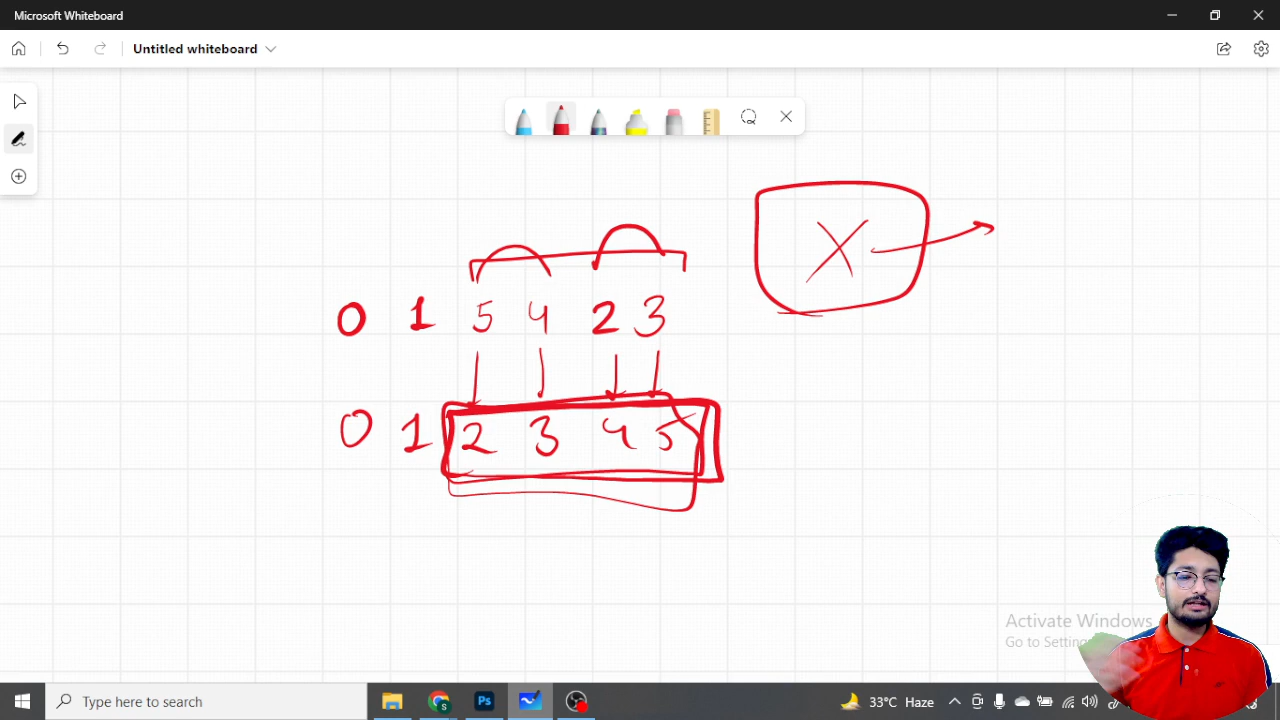 Microsoft Whiteboard
Untitled whiteboard
X
0 1 5 4 2 3
0 1 2 3 4 5
Activate Windows
Go to Settings
Type here to search
Ps
33°C Haze